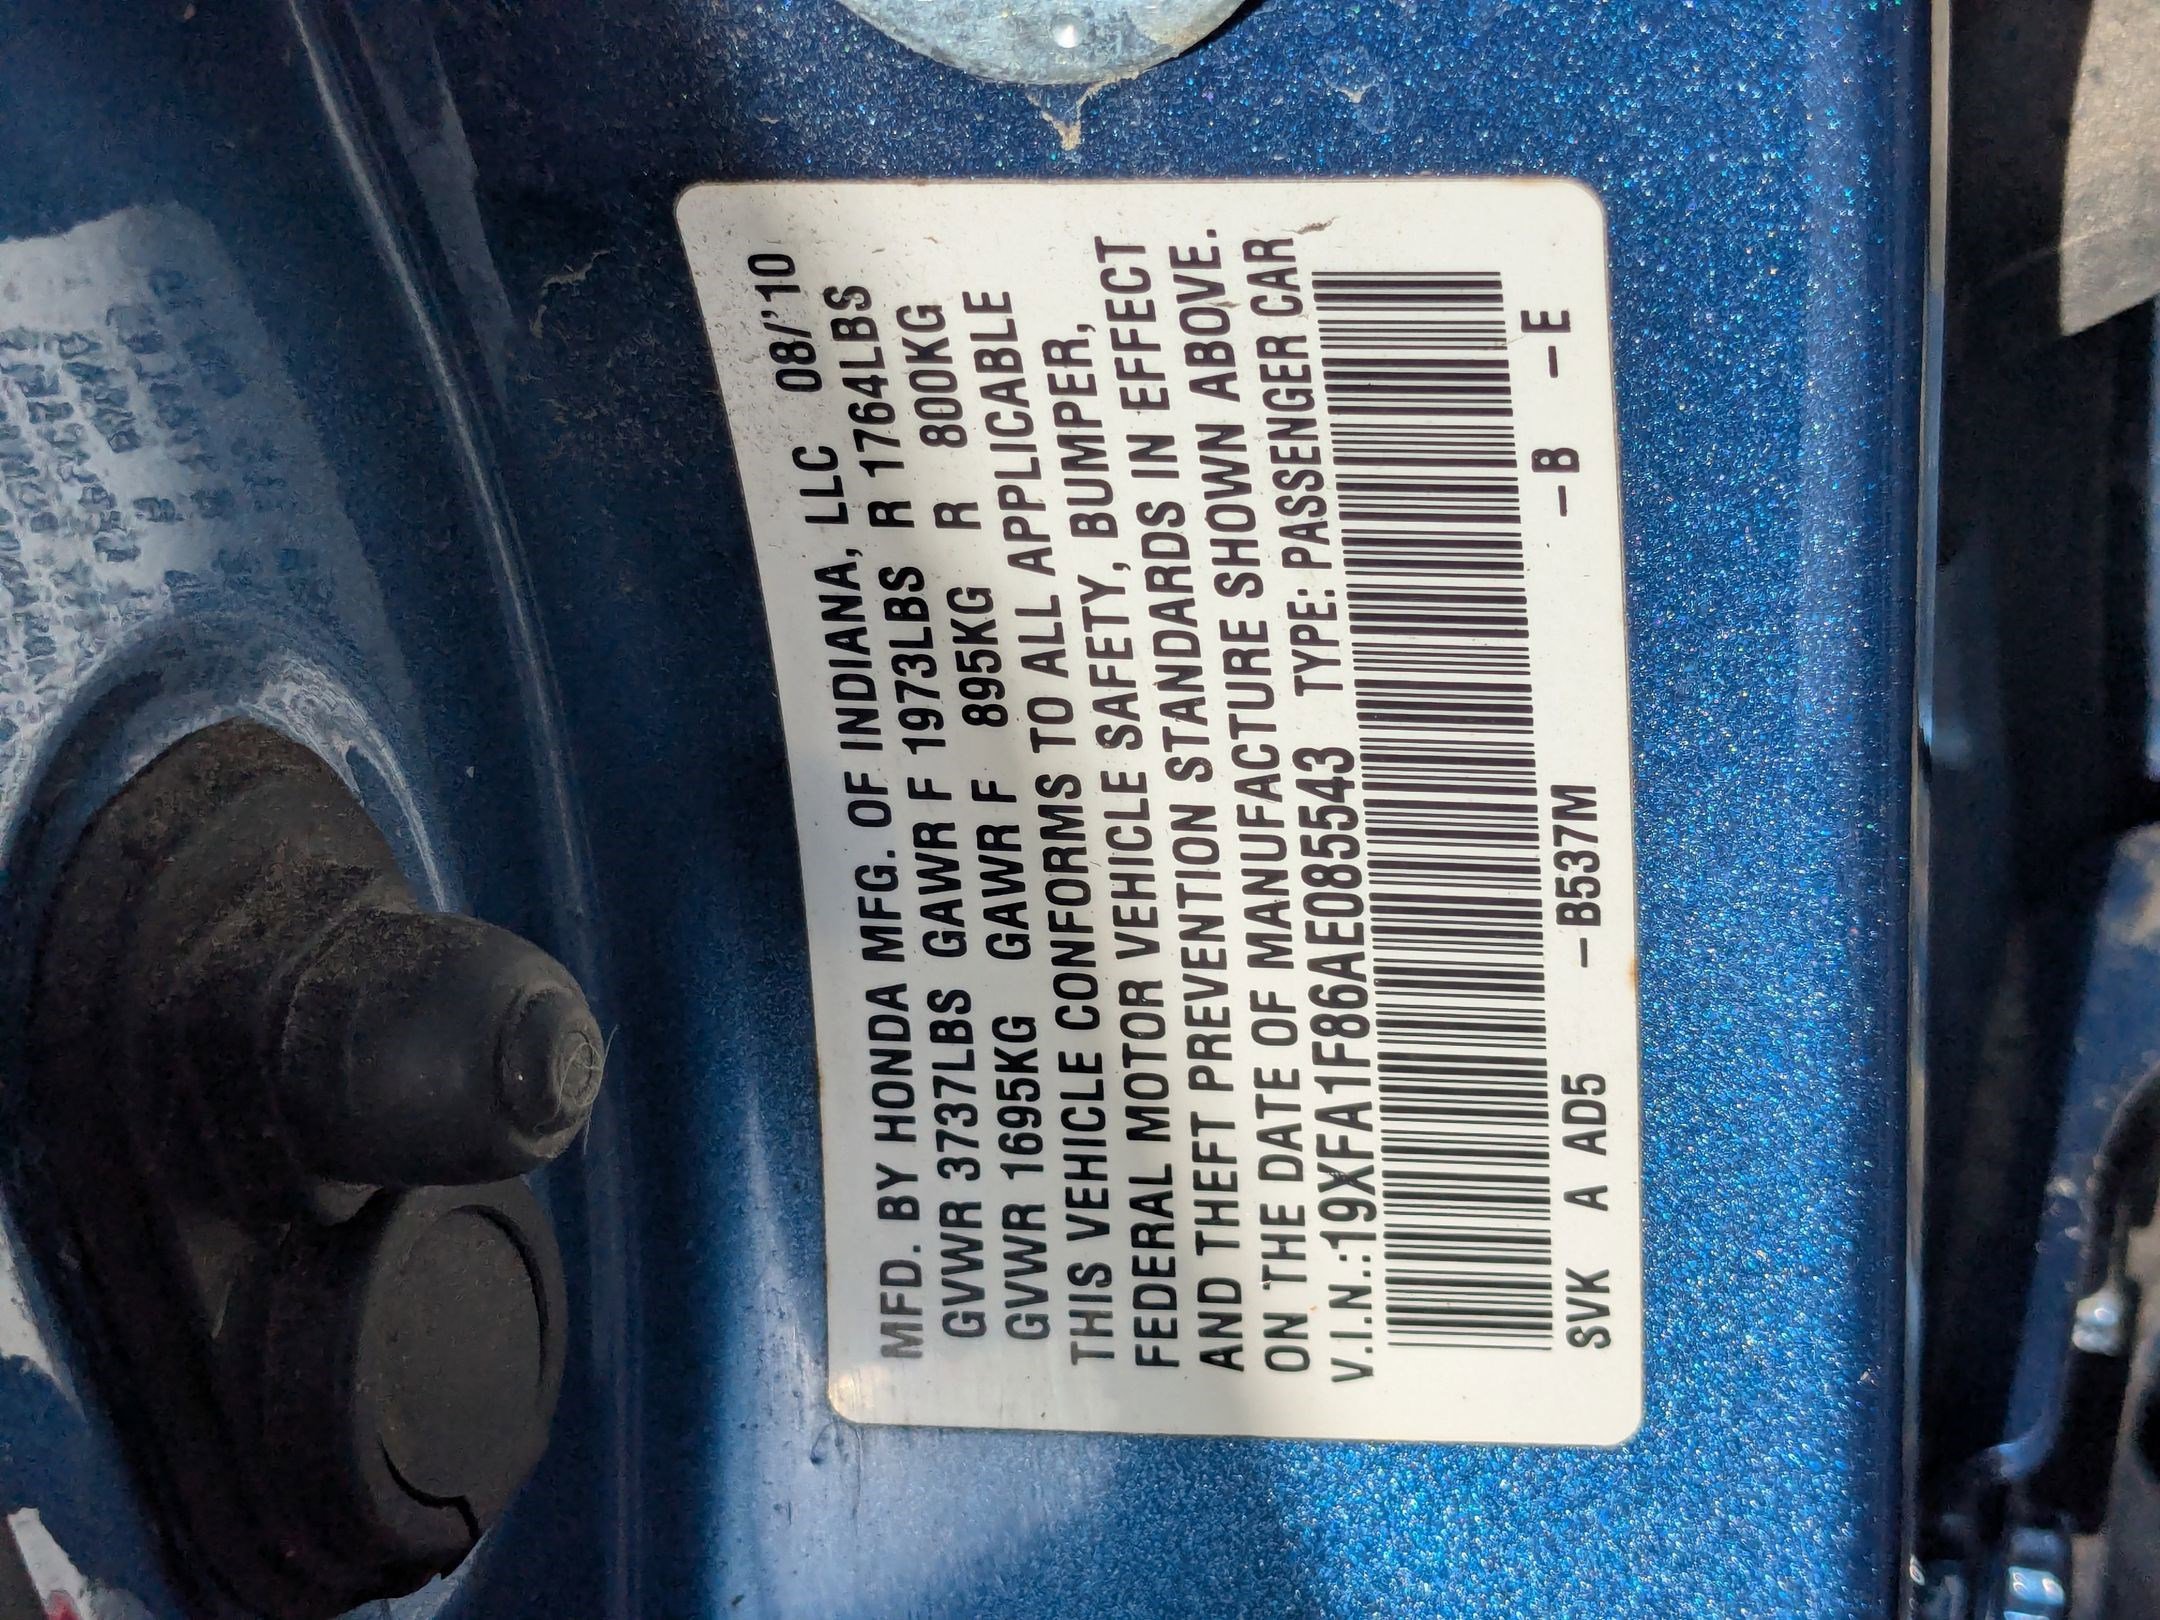 MFD. BY HONDA MFG. OF INDIANA, LLC 08/'10
GVWR 3737LBS GAWR F 1973LBS R 1764LBS
GVWR 1695KG GAWR F 895KG R 800KG
THIS VEHICLE CONFORMS TO ALL APPLICABLE
FEDERAL MOTOR VEHICLE SAFETY, BUMPER,
AND THEFT PREVENTION STANDARDS IN EFFECT
ON THE DATE OF MANUFACTURE SHOWN ABOVE.
V.I.N.:19XFA1F86AE085543 TYPE: PASSENGER CAR
SVK A AD5 –B537M –B –E